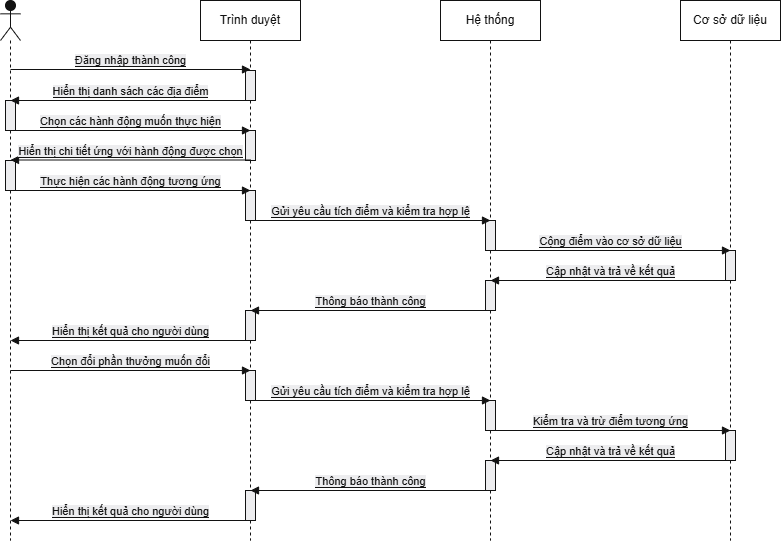 Trình duyệt
Hệ thống
Cơ sở dữ liệu
Đăng nhập thành công
Hiển thị danh sách các địa điểm
Chọn các hành động muốn thực hiện
Hiển thị chi tiết ứng với hành động được chọn
Thực hiện các hành động tương ứng
Gửi yêu cầu tích điểm và kiểm tra hợp lệ
Cộng điểm vào cơ sở dữ liệu
Cập nhật và trả về kết quả
Thông báo thành công
Hiển thị kết quả cho người dùng
Chọn đổi phần thưởng muốn đổi
Gửi yêu cầu tích điểm và kiểm tra hợp lệ
Kiểm tra và trừ điểm tương ứng
Cập nhật và trả về kết quả
Thông báo thành công
Hiển thị kết quả cho người dùng